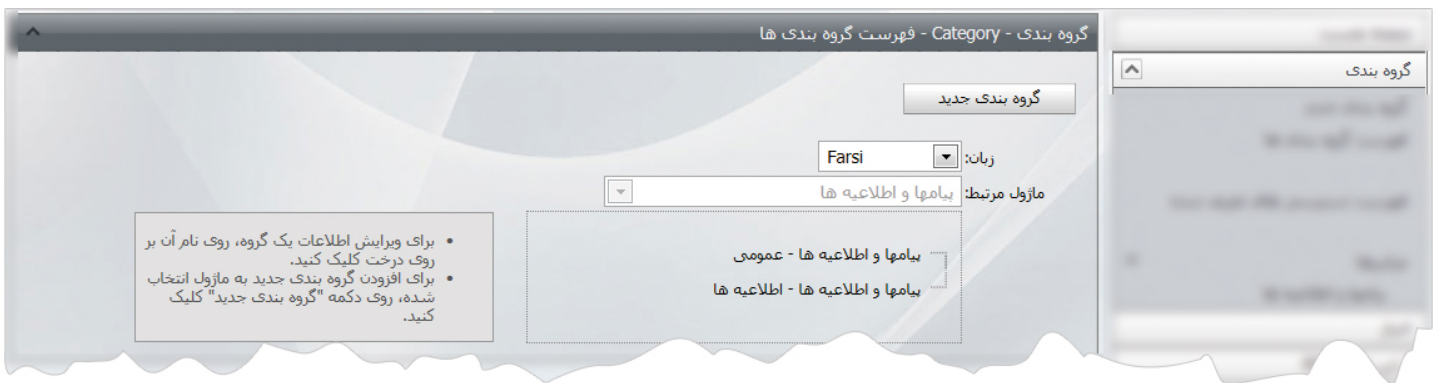 گروه بندی - Category - فهرست گروه بندی ها
گروه بندی
گروه بندی جدید
زبان: Farsi
ماژول مرتبط: پیامها و اطلاعیه ها
پیامها و اطلاعیه ها - عمومی
پیامها و اطلاعیه ها - اطلاعیه ها
• برای ویرایش اطلاعات یک گروه، روی نام آن بر
روی درخت کلیک کنید.
• برای افزودن گروه بندی جدید به ماژول انتخاب
شده، روی دکمه "گروه بندی جدید" کلیک
کنید.